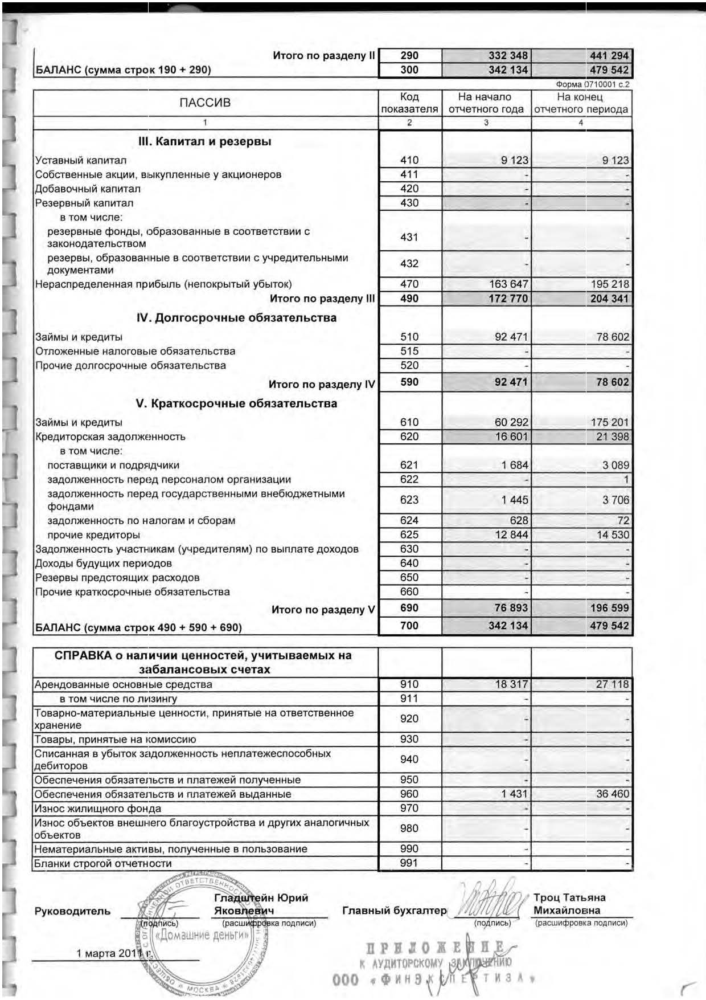 Итого по разделу II 290 332 348 441 294
БАЛАНС (сумма строк 190 + 290) 300 342 134 479 542
Форма 0710001 с.2
ПАССИВ Код показателя На начало отчетного года На конец отчетного периода
1 2 3 4
III. Капитал и резервы
Уставный капитал 410 9 123 9 123
Собственные акции, выкупленные у акционеров 411 - -
Добавочный капитал 420 - -
Резервный капитал 430 - -
в том числе:
резервные фонды, образованные в соответствии с
законодательством 431 - -
резервы, образованные в соответствии с учредительными
документами 432 - -
Нераспределенная прибыль (непокрытый убыток) 470 163 647 195 218
Итого по разделу III 490 172 770 204 341
IV. Долгосрочные обязательства
Займы и кредиты 510 92 471 78 602
Отложенные налоговые обязательства 515 - -
Прочие долгосрочные обязательства 520 - -
Итого по разделу IV 590 92 471 78 602
V. Краткосрочные обязательства
Займы и кредиты 610 60 292 175 201
Кредиторская задолженность 620 16 601 21 398
в том числе:
поставщики и подрядчики 621 1 684 3 089
задолженность перед персоналом организации 622 - 1
задолженность перед государственными внебюджетными
фондами 623 1 445 3 706
задолженность по налогам и сборам 624 628 72
прочие кредиторы 625 12 844 14 530
Задолженность участникам (учредителям) по выплате доходов 630 - -
Доходы будущих периодов 640 - -
Резервы предстоящих расходов 650 - -
Прочие краткосрочные обязательства 660 - -
Итого по разделу V 690 76 893 196 599
БАЛАНС (сумма строк 490 + 590 + 690) 700 342 134 479 542
СПРАВКА о наличии ценностей, учитываемых на
забалансовых счетах
Арендованные основные средства 910 18 317 27 118
в том числе по лизингу 911 - -
Товарно-материальные ценности, принятые на ответственное
хранение 920 - -
Товары, принятые на комиссию 930 - -
Списанная в убыток задолженность неплатежеспособных
дебиторов 940 - -
Обеспечения обязательств и платежей полученные 950 - -
Обеспечения обязательств и платежей выданные 960 1 431 36 460
Износ жилищного фонда 970 - -
Износ объектов внешнего благоустройства и других аналогичных
объектов 980 - -
Нематериальные активы, полученные в пользование 990 - -
Бланки строгой отчетности 991 - -
Руководитель Гладштейн Юрий Яковлевич Главный бухгалтер Троц Татьяна Михайловна
(подпись) (расшифровка подписи) (подпись) (расшифровка подписи)
«Домашние деньги»
МОСКВА
1 марта 2011 г.
ПРИЛОЖЕНИЕ
К АУДИТОРСКОМУ ЗАКЛЮЧЕНИЮ
ООО «ФИНЭКСПЕРТИЗА»